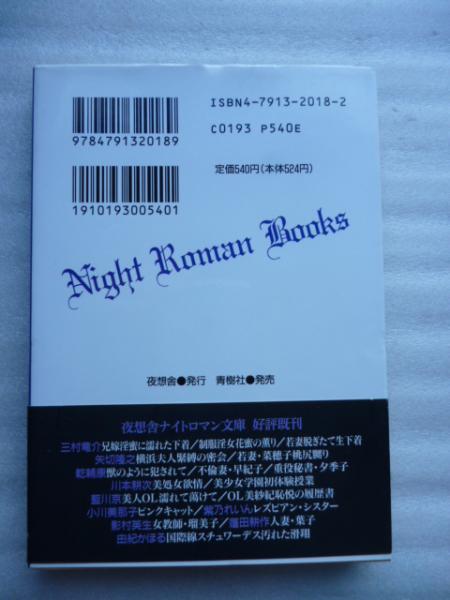 ISBN4-7913-2018-2
C0193 P540E
9784791320189
定価540円(本体524円)
1910193005401
Night Roman Books
夜想舎●発行 青樹社●発売
夜想舎ナイトロマン文庫 好評既刊
三村竜介兄嫁淫蜜に濡れた下着/制服淫女花蜜の薫り/若妻脱ぎたて生下着
矢切隆之横浜夫人緊縛の密会/若妻・菜穂子桃尻嬲り
乾輔康獣のように犯されて/不倫妻・早紀子/重役秘書・夕季子
川本耕次美処女欲情/美少女学園初体験授業
藍川京美人OL濡れて蕩けて/OL美紗紀恥悦の履歴書
小川美那子ピンクキャット/紫乃れいんレズビアン・シスター
影村英生女教師・瑠美子/蓬田耕作人妻・葉子
由紀かほる国際線スチュワーデス汚れた滑翔